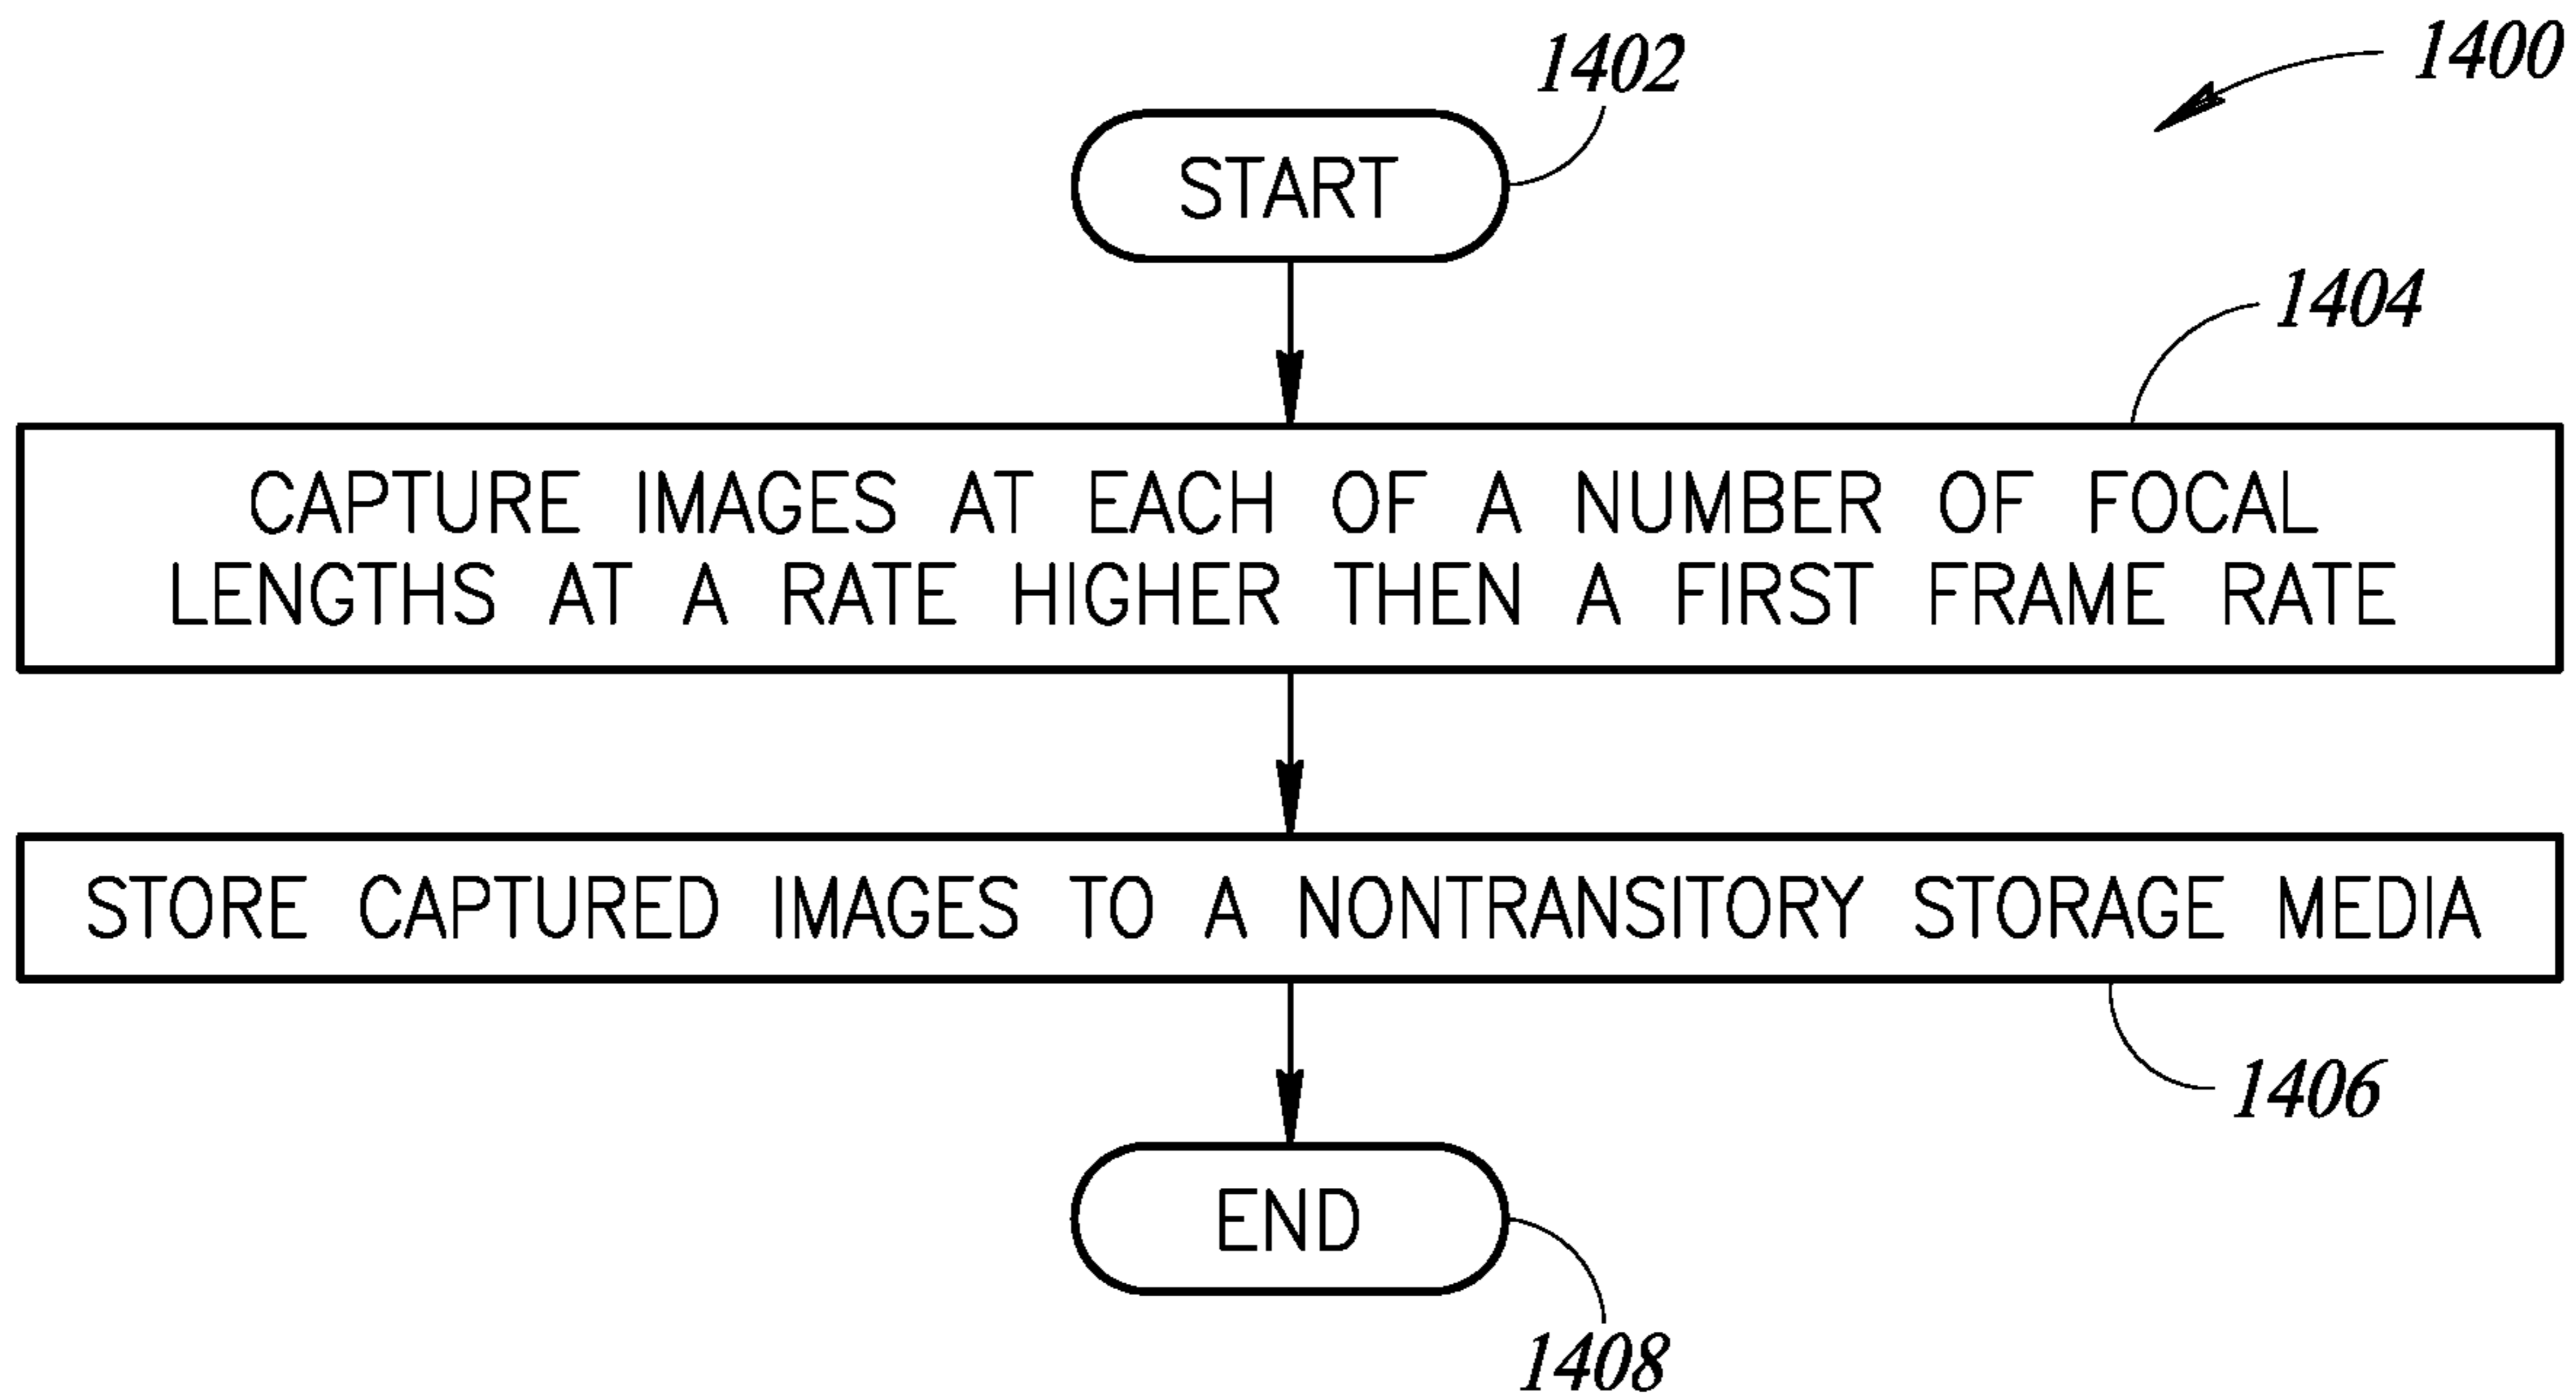 1400
1402
START
1404
CAPTURE IMAGES AT EACH OF A NUMBER OF FOCAL
LENGTHS AT A RATE HIGHER THEN A FIRST FRAME RATE
STORE CAPTURED IMAGES TO A NONTRANSITORY STORAGE MEDIA
1406
END
1408